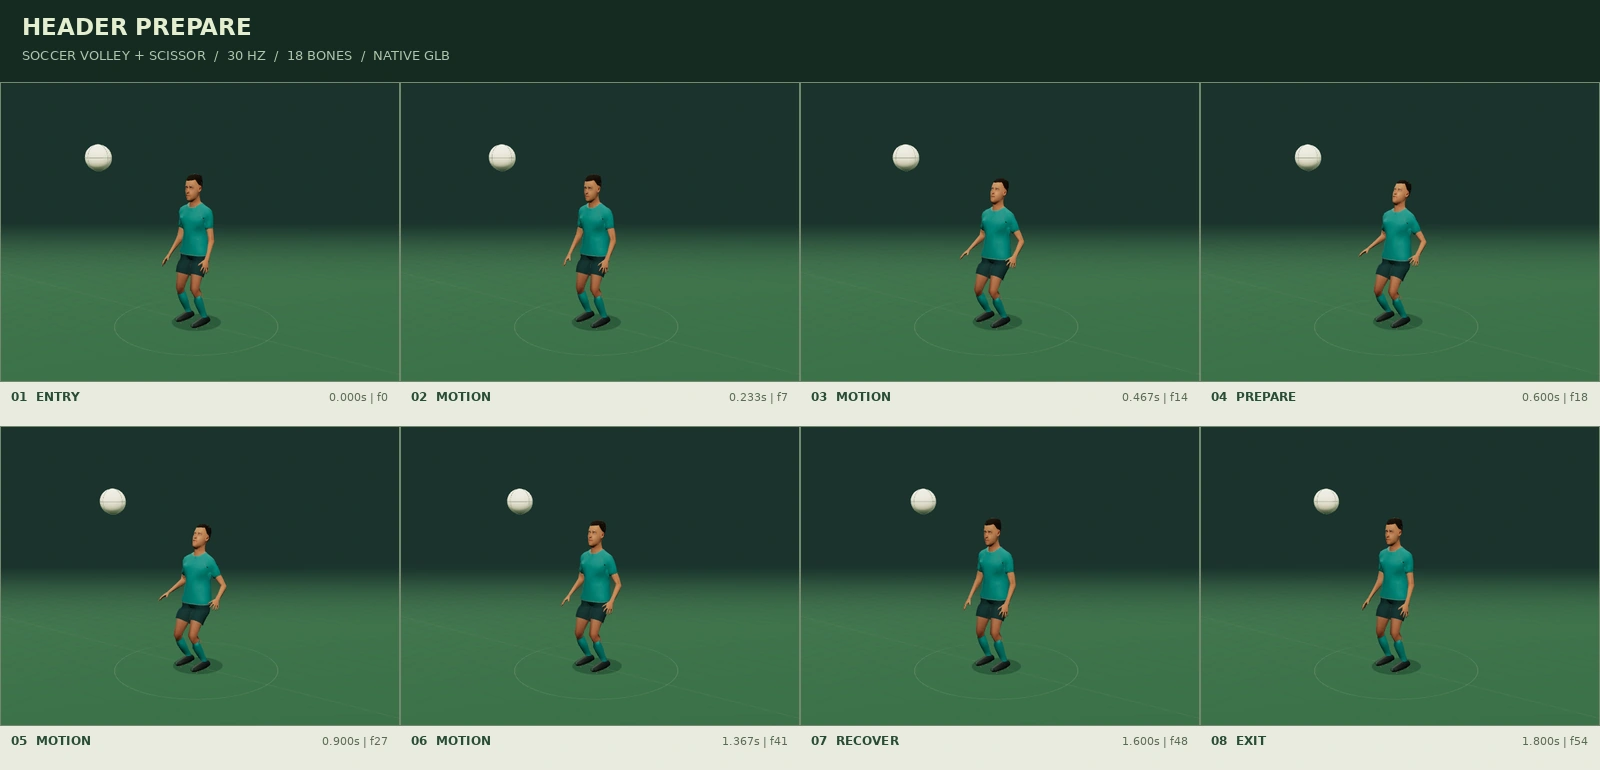 HEADER PREPARE
SOCCER VOLLEY + SCISSOR / 30 HZ / 18 BONES / NATIVE GLB
01 ENTRY 0.000s | f0
02 MOTION 0.233s | f7
03 MOTION 0.467s | f14
04 PREPARE 0.600s | f18
05 MOTION 0.900s | f27
06 MOTION 1.367s | f41
07 RECOVER 1.600s | f48
08 EXIT 1.800s | f54